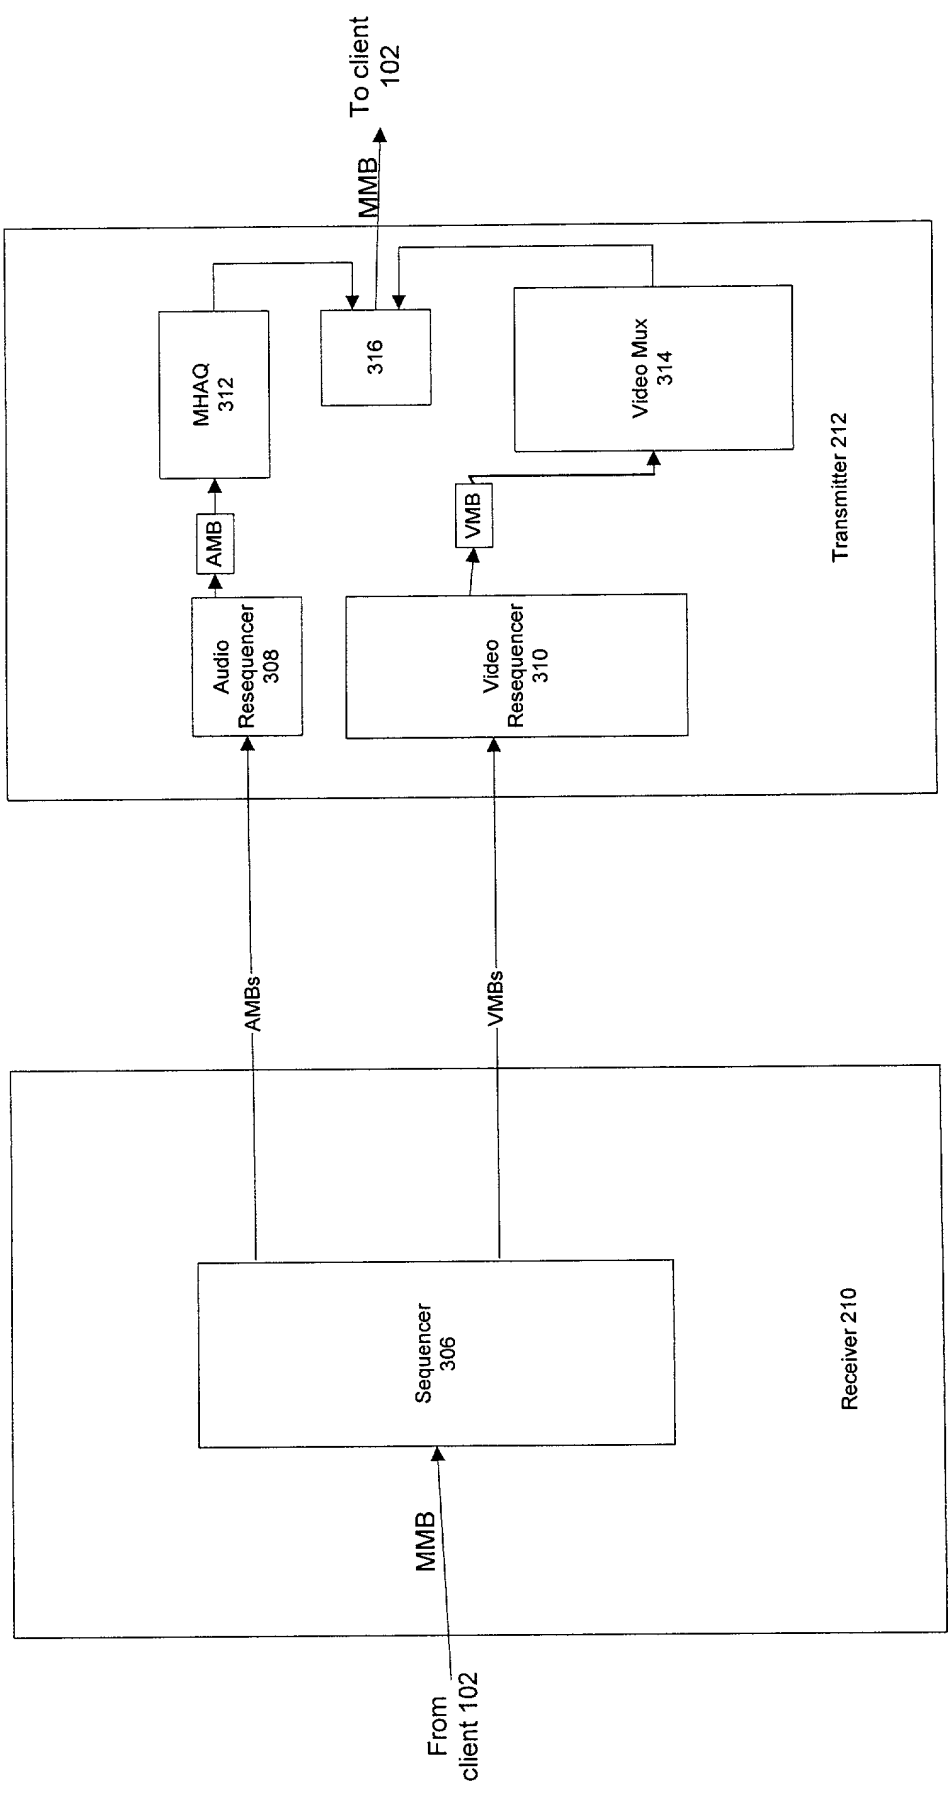 From
client 102
MMB
Sequencer
306
Receiver 210
AMBs
VMBs
Audio
Resequencer
308
AMB
MHAQ
312
Video
Resequencer
310
VMB
Video Mux
314
316
Transmitter 212
MMB
To client
102